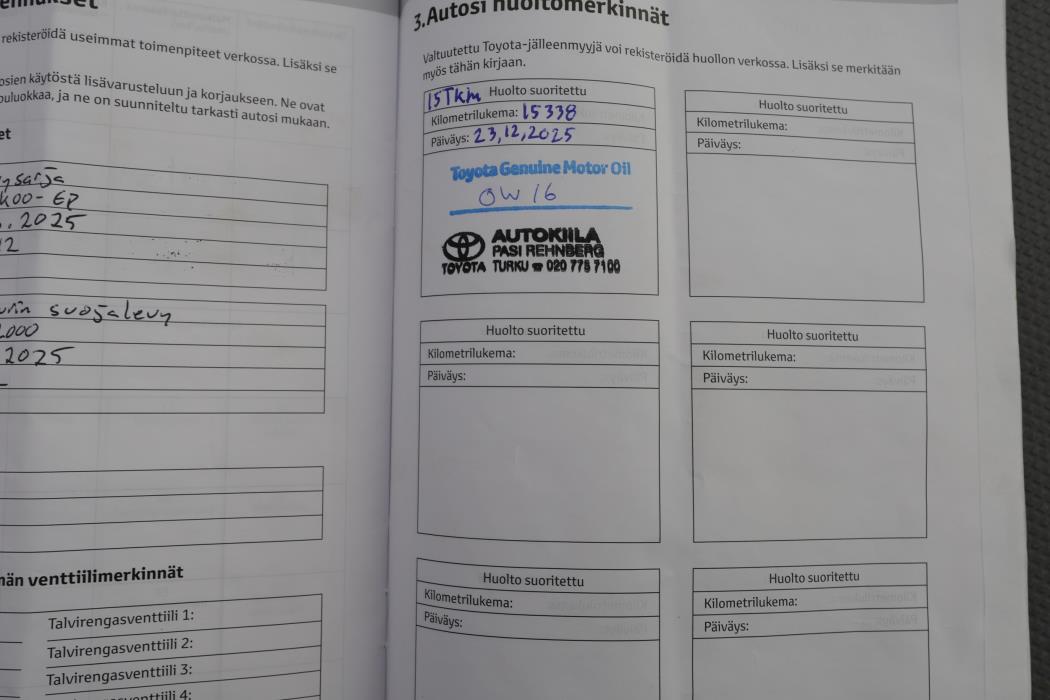 rekisteröidä useimmat toimenpiteet verkossa. Lisäksi se
osien käytöstä lisävarusteluun ja korjaukseen. Ne ovat
ja ne on suunniteltu tarkasti autosi mukaan.
2025
12
suojalevy
2025
venttiilimerkinnät
Talvirengasventtiili 1:
Talvirengasventtiili 2:
Talvirengasventtiili 3:
3.Autosi huoltomerkinnät
Valtuutettu Toyota-jälleenmyyjä voi rekisteröidä huollon verkossa. Lisäksi se merkitään
myös tähän kirjaan.
15Tkm Huolto suoritettu
Kilometrilukema: 15338
Päiväys: 23,12,2025
Toyota Genuine Motor Oil
0W16
AUTOKIILA
PASI REHNBERG
TOYOTA TURKU ☎ 020 775 7100
Huolto suoritettu
Kilometrilukema:
Päiväys:
Huolto suoritettu
Kilometrilukema:
Päiväys:
Huolto suoritettu
Kilometrilukema:
Päiväys:
Huolto suoritettu
Kilometrilukema:
Päiväys:
Huolto suoritettu
Kilometrilukema:
Päiväys: